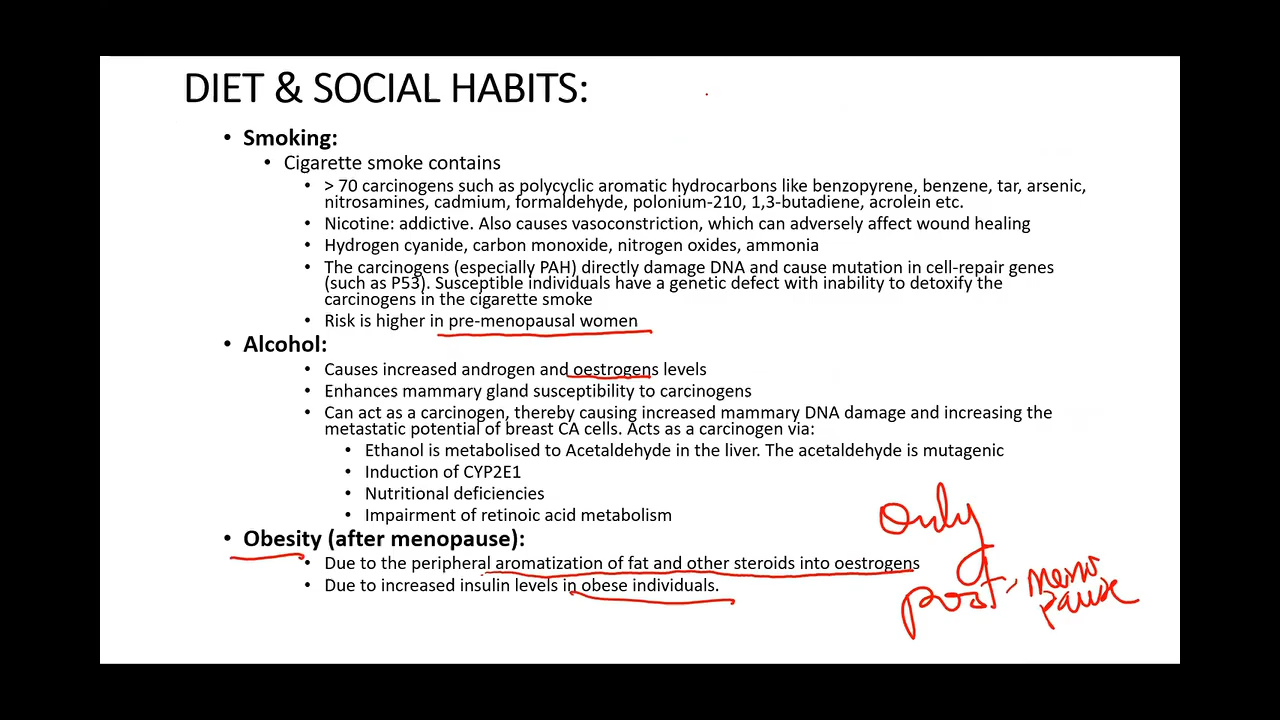 DIET & SOCIAL HABITS:
• Smoking:
• Cigarette smoke contains
• > 70 carcinogens such as polycyclic aromatic hydrocarbons like benzopyrene, benzene, tar, arsenic,
nitrosamines, cadmium, formaldehyde, polonium-210, 1,3-butadiene, acrolein etc.
• Nicotine: addictive. Also causes vasoconstriction, which can adversely affect wound healing
• Hydrogen cyanide, carbon monoxide, nitrogen oxides, ammonia
• The carcinogens (especially PAH) directly damage DNA and cause mutation in cell-repair genes
(such as P53). Susceptible individuals have a genetic defect with inability to detoxify the
carcinogens in the cigarette smoke
• Risk is higher in pre-menopausal women
• Alcohol:
• Causes increased androgen and oestrogens levels
• Enhances mammary gland susceptibility to carcinogens
• Can act as a carcinogen, thereby causing increased mammary DNA damage and increasing the
metastatic potential of breast CA cells. Acts as a carcinogen via:
• Ethanol is metabolised to Acetaldehyde in the liver. The acetaldehyde is mutagenic
• Induction of CYP2E1
• Nutritional deficiencies
• Impairment of retinoic acid metabolism
• Obesity (after menopause):
• Due to the peripheral aromatization of fat and other steroids into oestrogens
• Due to increased insulin levels in obese individuals.
Only
post-meno
pause